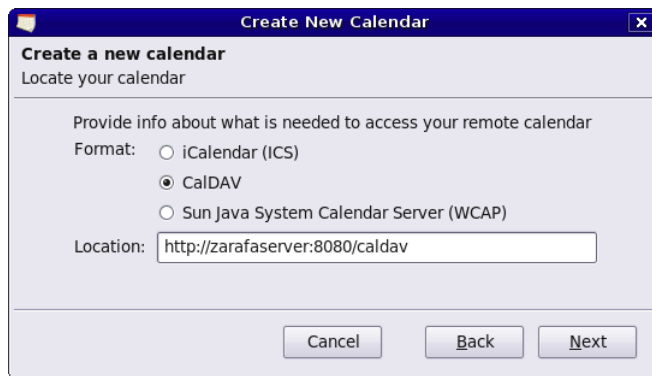 Create New Calendar
Create a new calendar
Locate your calendar
Provide info about what is needed to access your remote calendar
Format:
iCalendar (ICS)
CalDAV
Sun Java System Calendar Server (WCAP)
Location: http://zarafaserver:8080/caldav
Cancel Back Next